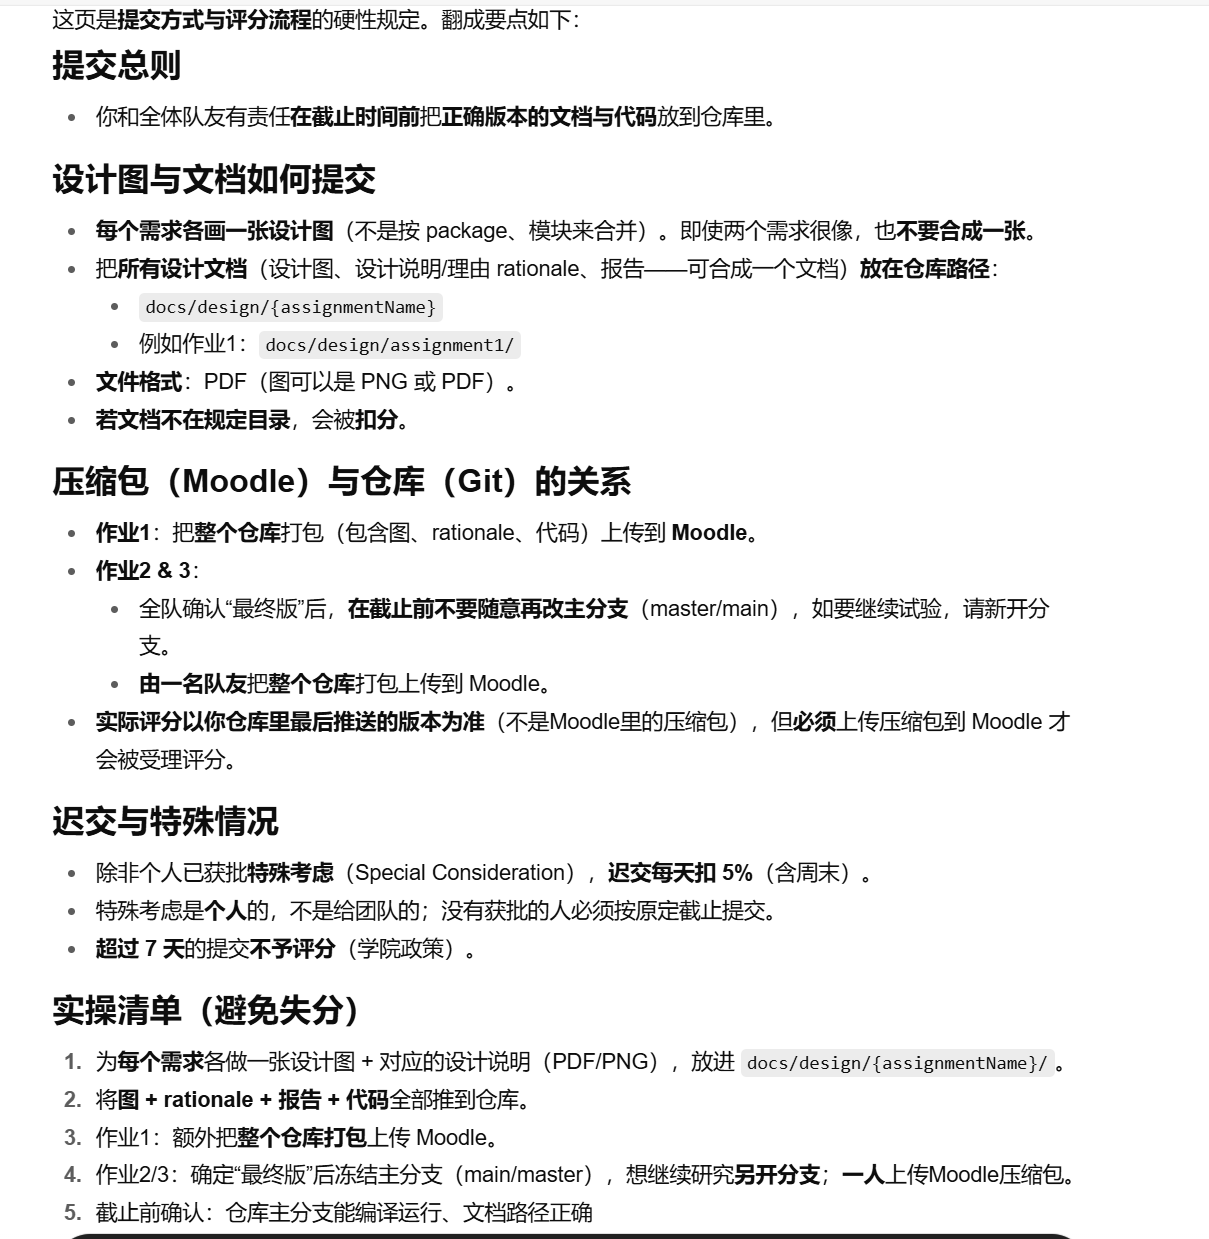 这页是提交方式与评分流程的硬性规定。翻成要点如下：
提交总则
• 你和全体队友有责任在截止时间前把正确版本的文档与代码放到仓库里。
设计图与文档如何提交
• 每个需求各画一张设计图（不是按 package、模块来合并）。即使两个需求很像，也不要合成一张。
• 把所有设计文档（设计图、设计说明/理由 rationale、报告——可合成一个文档）放在仓库路径：
• docs/design/{assignmentName}
• 例如作业1：docs/design/assignment1/
• 文件格式：PDF（图可以是 PNG 或 PDF）。
• 若文档不在规定目录，会被扣分。
压缩包（Moodle）与仓库（Git）的关系
• 作业1：把整个仓库打包（包含图、rationale、代码）上传到 Moodle。
• 作业2 & 3：
• 全队确认“最终版”后，在截止前不要随意再改主分支（master/main），如要继续试验，请新开分
支。
• 由一名队友把整个仓库打包上传到 Moodle。
• 实际评分以你仓库里最后推送的版本为准（不是Moodle里的压缩包），但必须上传压缩包到 Moodle 才
会被受理评分。
迟交与特殊情况
• 除非个人已获批特殊考虑（Special Consideration），迟交每天扣 5%（含周末）。
• 特殊考虑是个人的，不是给团队的；没有获批的人必须按原定截止提交。
• 超过 7 天的提交不予评分（学院政策）。
实操清单（避免失分）
1. 为每个需求各做一张设计图 + 对应的设计说明（PDF/PNG），放进 docs/design/{assignmentName}/ 。
2. 将图 + rationale + 报告 + 代码全部推到仓库。
3. 作业1：额外把整个仓库打包上传 Moodle。
4. 作业2/3：确定“最终版”后冻结主分支（main/master），想继续研究另开分支；一人上传Moodle压缩包。
5. 截止前确认：仓库主分支能编译运行、文档路径正确